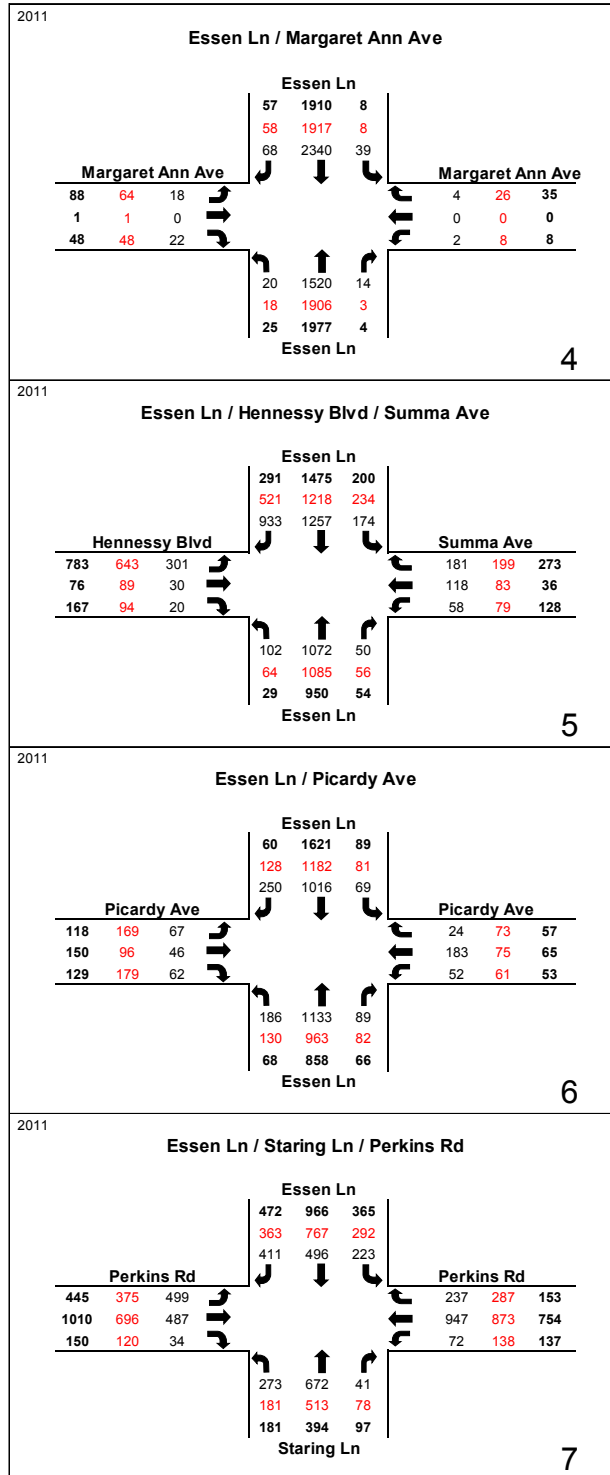 2011
Essen Ln / Margaret Ann Ave
Essen Ln
57 1910 8
58 1917 8
68 2340 39
Margaret Ann Ave Margaret Ann Ave
88 64 18 4 26 35
1 1 0 0 0 0
48 48 22 2 8 8
20 1520 14
18 1906 3
25 1977 4
Essen Ln
4
2011
Essen Ln / Hennessy Blvd / Summa Ave
Essen Ln
291 1475 200
521 1218 234
933 1257 174
Hennessy Blvd Summa Ave
783 643 301 181 199 273
76 89 30 118 83 36
167 94 20 58 79 128
102 1072 50
64 1085 56
29 950 54
Essen Ln
5
2011
Essen Ln / Picardy Ave
Essen Ln
60 1621 89
128 1182 81
250 1016 69
Picardy Ave Picardy Ave
118 169 67 24 73 57
150 96 46 183 75 65
129 179 62 52 61 53
186 1133 89
130 963 82
68 858 66
Essen Ln
6
2011
Essen Ln / Staring Ln / Perkins Rd
Essen Ln
472 966 365
363 767 292
411 496 223
Perkins Rd Perkins Rd
445 375 499 237 287 153
1010 696 487 947 873 754
150 120 34 72 138 137
273 672 41
181 513 78
181 394 97
Staring Ln
7